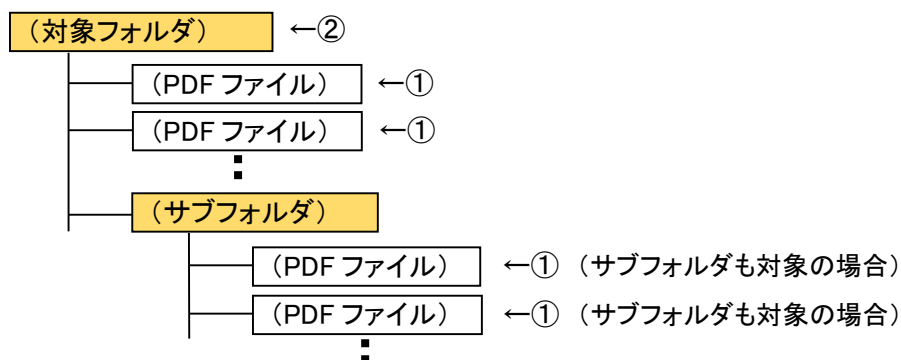 （対象フォルダ） ←②
（PDF ファイル） ←①
（PDF ファイル） ←①
（サブフォルダ）
（PDF ファイル） ←① （サブフォルダも対象の場合）
（PDF ファイル） ←① （サブフォルダも対象の場合）